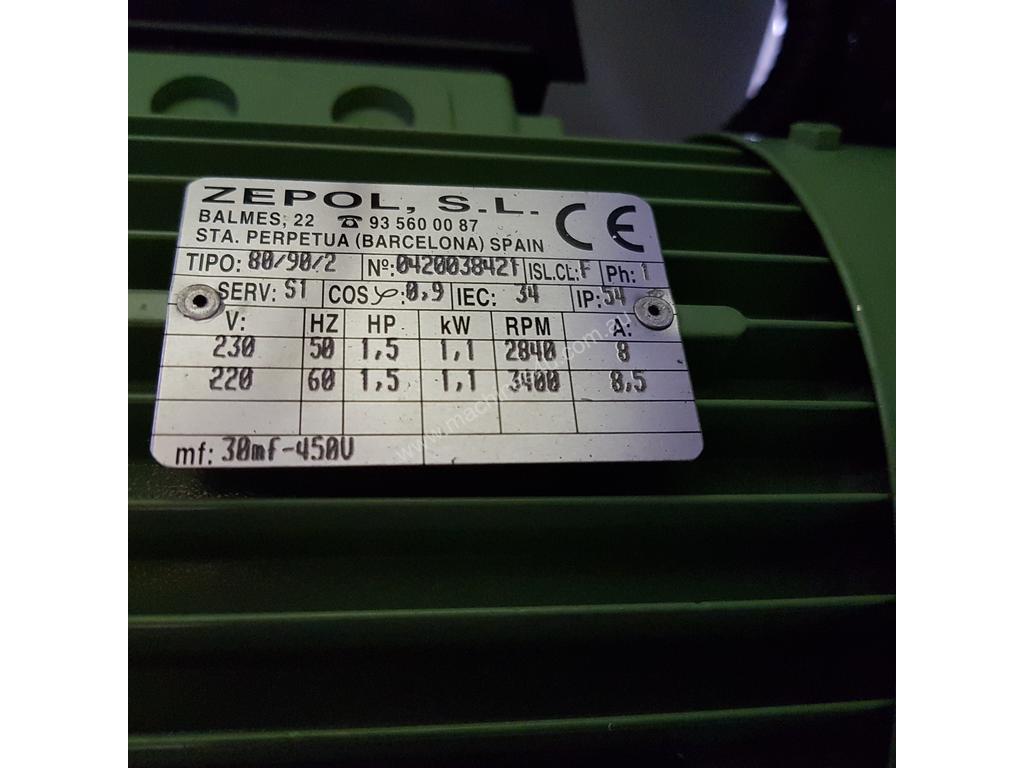 ZEPOL, S.L.
BALMES, 22 ☎ 93 560 00 87
STA. PERPETUA (BARCELONA) SPAIN
CE
TIPO: 80/90/2 Nº: 0420038421 ISL.CL: F Ph: 1
SERV: S1 COS φ: 0,9 IEC: 34 IP: 54
V: HZ HP kW RPM A:
230 50 1,5 1,1 2840 8
220 60 1,5 1,1 3400 8,5
mf: 30mf-450V